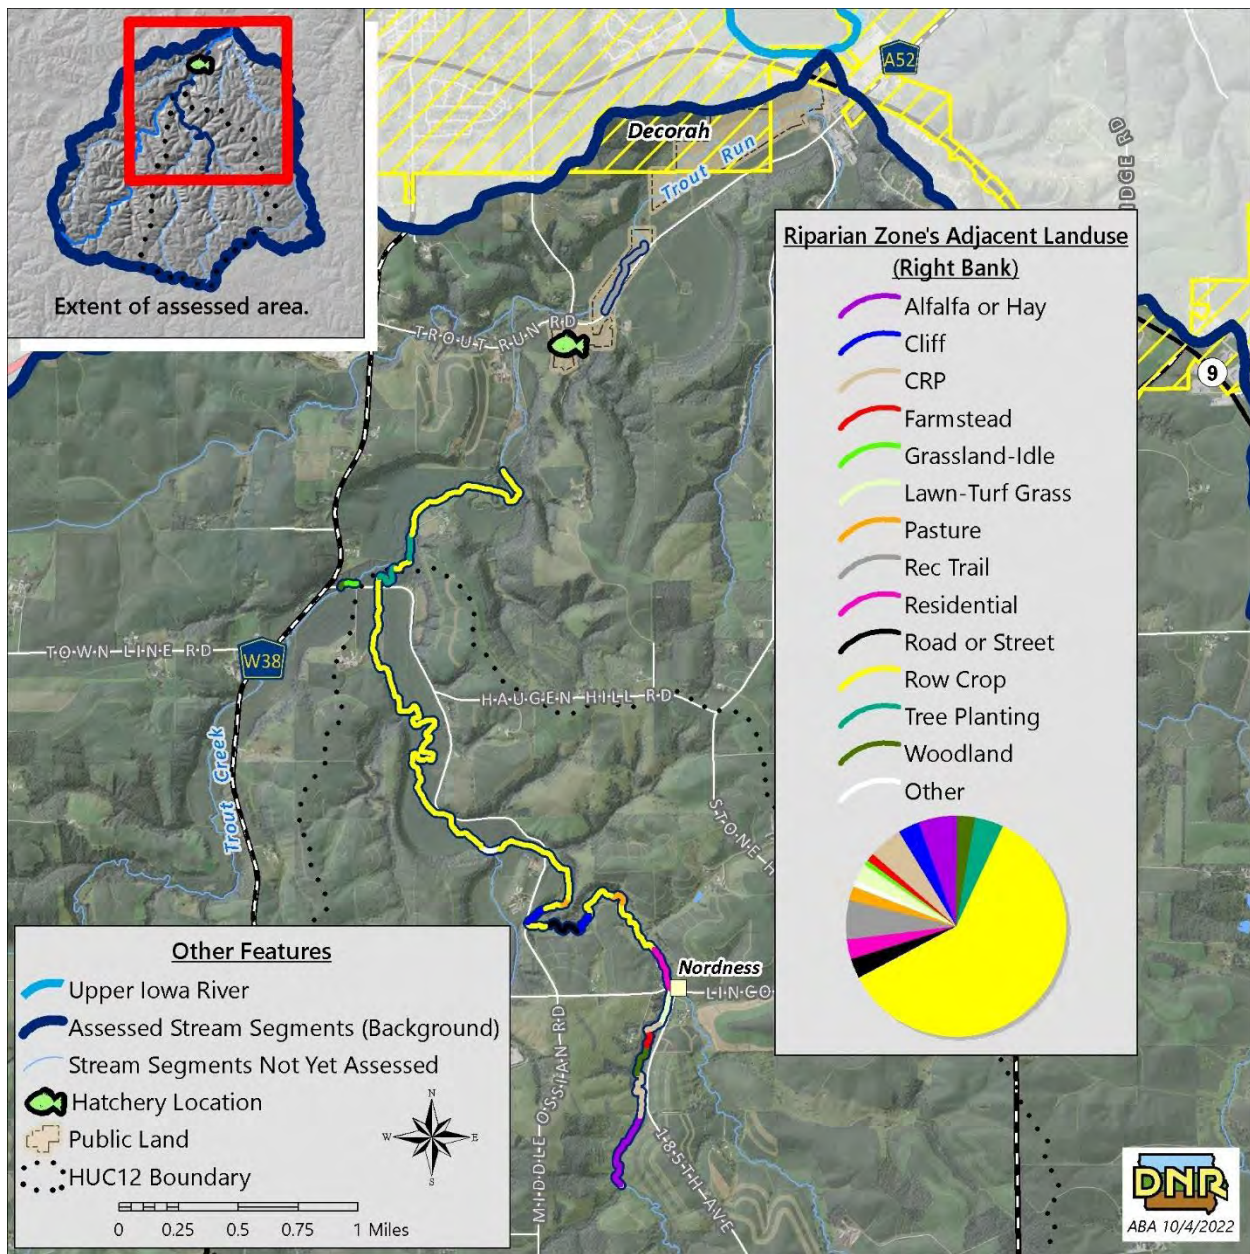 Extent of assessed area.
A52
Decorah
Trout Run
IDGE RD
TROUT RUN RD
9
Riparian Zone's Adjacent Landuse
(Right Bank)
Alfalfa or Hay
Cliff
CRP
Farmstead
Grassland-Idle
Lawn-Turf Grass
Pasture
Rec Trail
Residential
Road or Street
Row Crop
Tree Planting
Woodland
Other
TOWN LINE RD
W38
HAUGEN HILL RD
Trout Creek
STONE H
Nordness
LINCO
MIDDLE OSSIAN RD
185TH AVE
Other Features
Upper Iowa River
Assessed Stream Segments (Background)
Stream Segments Not Yet Assessed
Hatchery Location
Public Land
HUC12 Boundary
N
W E
S
0 0.25 0.5 0.75 1 Miles
DNR
ABA 10/4/2022